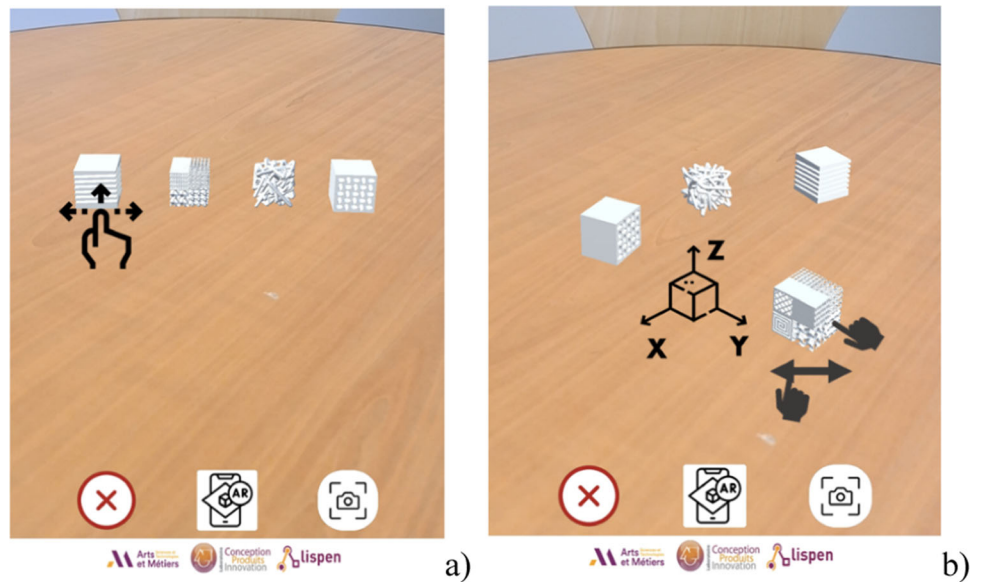 Z
X
Y
AR
AR
Arts
et Métiers
Conception
Produits
Innovation
lispen
a)
Arts
et Métiers
Conception
Produits
Innovation
lispen
b)